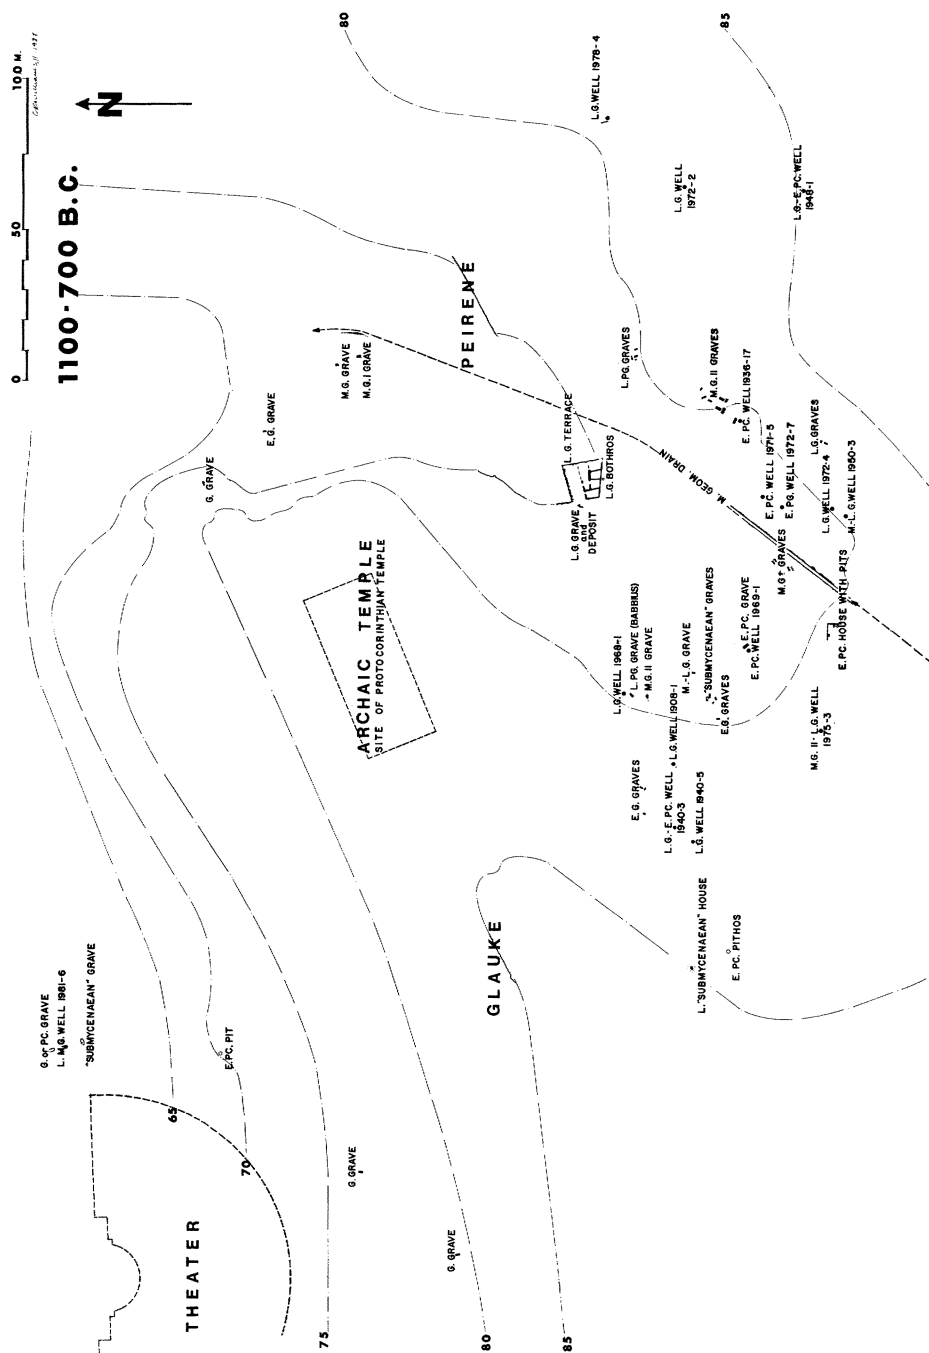 1100-700 B.C.
0
50
100 M.
N
80
85
L.G. WELL 1978-4
L.G. WELL
1972-2
L.G.-E.PC. WELL
1948-1
PEIRENE
M.G. GRAVE
M.G.I GRAVE
E.G. GRAVE
G. GRAVE
L.PG. GRAVES
M.G.II GRAVES
E.PC. WELL 1936-17
L.G. TERRACE
L.G. BOTHROS
L.G. GRAVE
and
DEPOSIT
M. GEOM. DRAIN
E.PC. WELL 1971-5
E.PG. WELL 1972-7
L.G. GRAVES
L.G. WELL 1972-4
M.-L.G. WELL 1950-3
M.G.† GRAVES
E.PC. HOUSE WITH PITS
ARCHAIC TEMPLE
SITE OF PROTOCORINTHIAN TEMPLE
L.G. WELL 1968-1
L.PG. GRAVE (BABBIUS)
M.G.II GRAVE
M.-L.G. GRAVE
"SUBMYCENAEAN" GRAVES
E.PC. GRAVE
E.PC. WELL 1969-1
E.G. GRAVES
L.G. WELL 1908-1
M.G. II-L.G. WELL
1975-3
E.G. GRAVES
L.G.-E.PC. WELL
1940-3
L.G. WELL 1940-5
GLAUKE
L. "SUBMYCENAEAN" HOUSE
E.PC. PITHOS
G. or PC. GRAVE
L. M.G. WELL 1981-6
"SUBMYCENAEAN" GRAVE
E.PC. PIT
65
70
G. GRAVE
G. GRAVE
THEATER
75
80
85